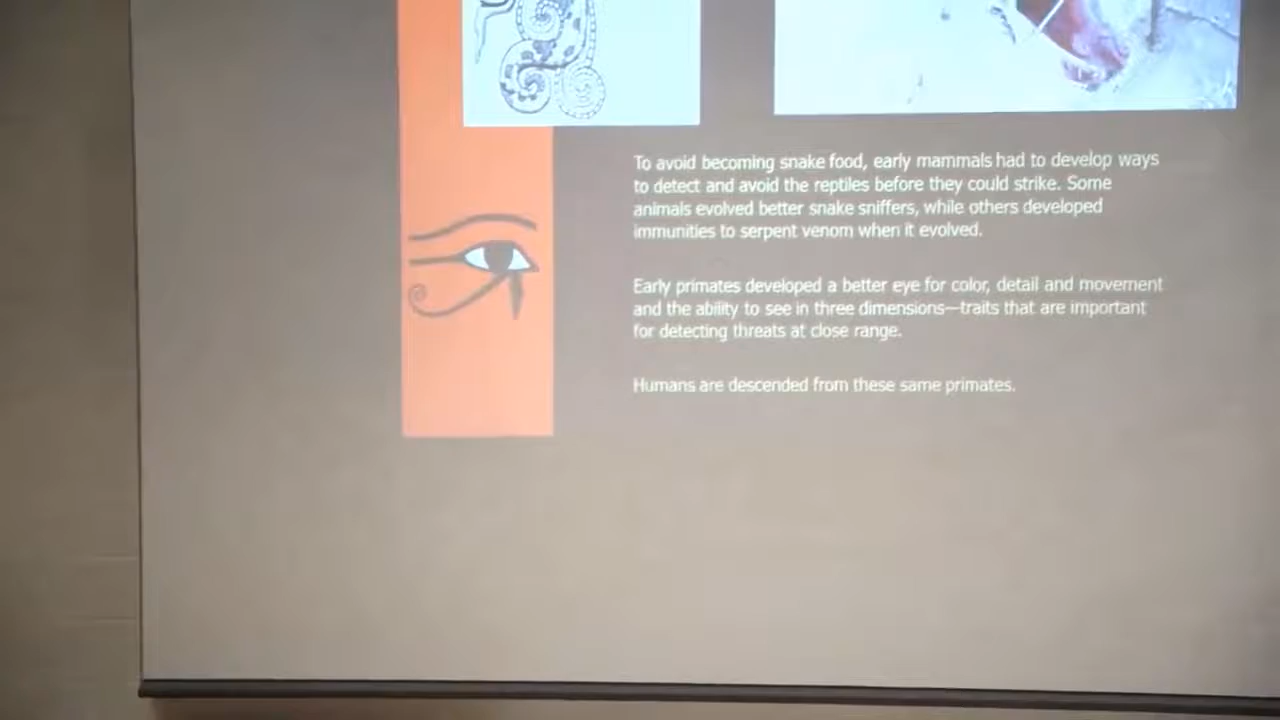 To avoid becoming snake food, early mammals had to develop ways
to detect and avoid the reptiles before they could strike. Some
animals evolved better snake sniffers, while others developed
immunities to serpent venom when it evolved.
Early primates developed a better eye for color, detail and movement
and the ability to see in three dimensions—traits that are important
for detecting threats at close range.
Humans are descended from these same primates.